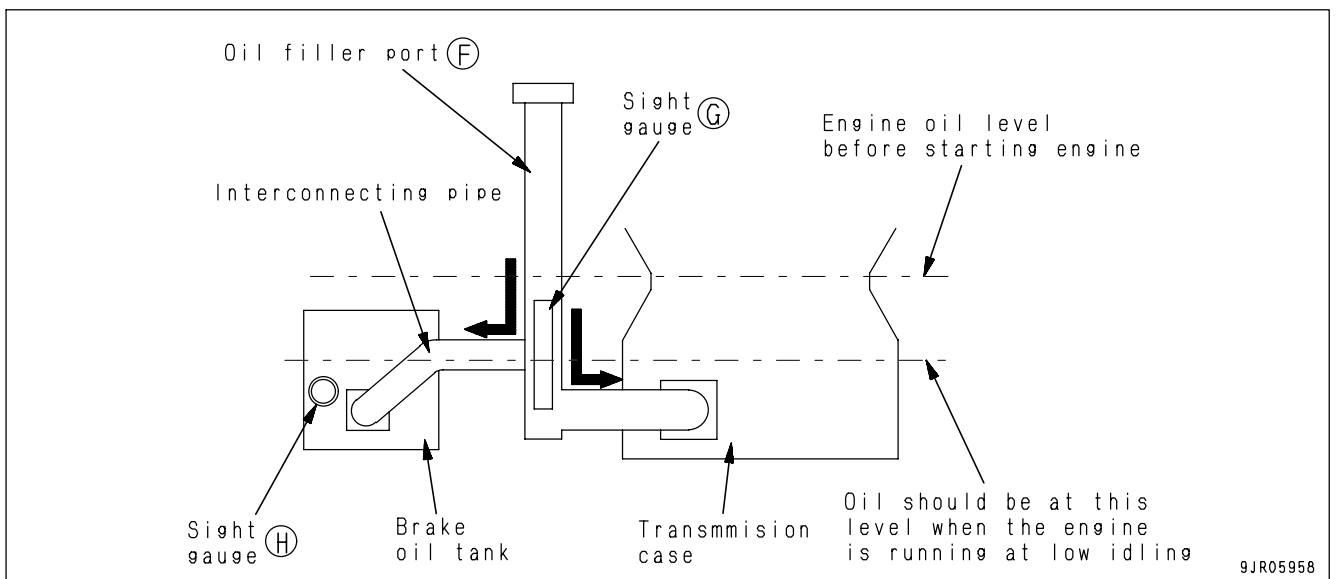 Oil filler port Ⓕ
Sight
gauge Ⓖ
Engine oil level
before starting engine
Interconnecting pipe
Sight
gauge Ⓗ
Brake
oil tank
Transmmision
case
Oil should be at this
level when the engine
is running at low idling
9JR05958